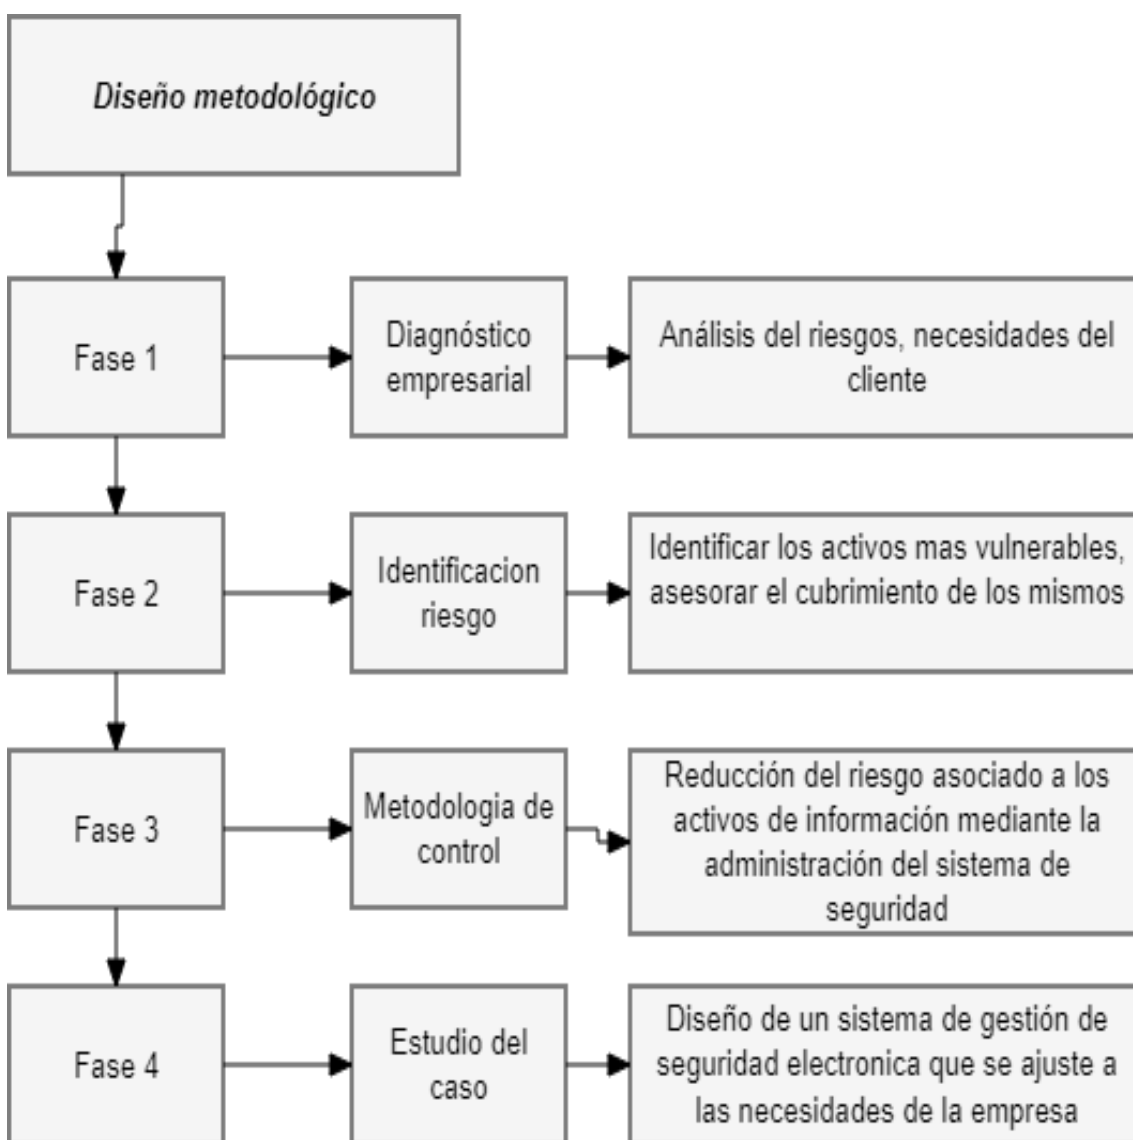 Diseño metodológico
Fase 1
Diagnóstico
empresarial
Análisis del riesgos, necesidades del
cliente
Fase 2
Identificacion
riesgo
Identificar los activos mas vulnerables,
asesorar el cubrimiento de los mismos
Fase 3
Metodologia de
control
Reducción del riesgo asociado a los
activos de información mediante la
administración del sistema de
seguridad
Fase 4
Estudio del
caso
Diseño de un sistema de gestión de
seguridad electronica que se ajuste a
las necesidades de la empresa